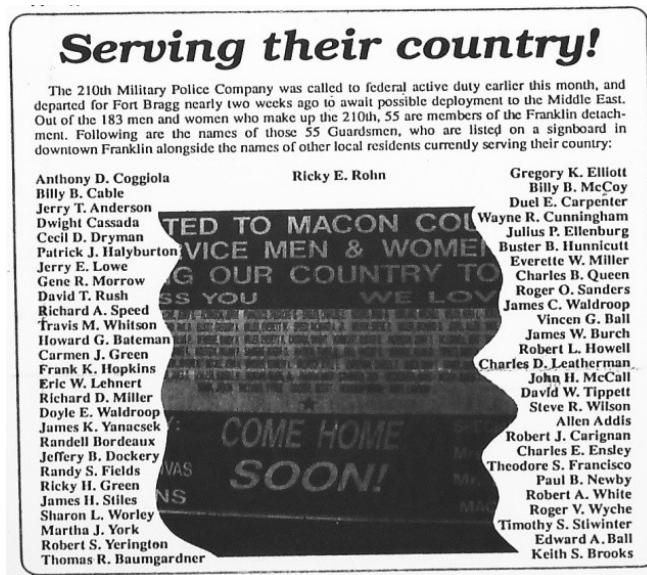 Serving their country!
The 210th Military Police Company was called to federal active duty earlier this month, and
departed for Fort Bragg nearly two weeks ago to await possible deployment to the Middle East.
Out of the 183 men and women who make up the 210th, 55 are members of the Franklin detach-
ment. Following are the names of those 55 Guardsmen, who are listed on a signboard in
downtown Franklin alongside the names of other local residents currently serving their country:
Anthony D. Coggiola
Billy B. Cable
Jerry T. Anderson
Dwight Cassada
Cecil D. Dryman
Patrick J. Halyburton
Jerry E. Lowe
Gene R. Morrow
David T. Rush
Richard A. Speed
Travis M. Whitson
Howard G. Bateman
Carmen J. Green
Frank K. Hopkins
Eric W. Lehnert
Richard D. Miller
Doyle E. Waldroop
James K. Yanacsek
Randell Bordeaux
Jeffery B. Dockery
Randy S. Fields
Ricky H. Green
James H. Stiles
Sharon L. Worley
Martha J. York
Robert S. Yerington
Thomas R. Baumgardner
Ricky E. Rohn
TED TO MACON COU
VICE MEN & WOMEN
NG OUR COUNTRY TO
SS YOU WE LOV
COME HOME
SOON!
Gregory K. Elliott
Billy B. McCoy
Duel E. Carpenter
Wayne R. Cunningham
Julius P. Ellenburg
Buster B. Hunnicutt
Everette W. Miller
Charles B. Queen
Roger O. Sanders
James C. Waldroop
Vincen G. Ball
James W. Burch
Robert L. Howell
Charles D. Leatherman
John H. McCall
David W. Tippett
Steve R. Wilson
Allen Addis
Robert J. Carignan
Charles E. Ensley
Theodore S. Francisco
Paul B. Newby
Robert A. White
Roger V. Wyche
Timothy S. Stiwinter
Edward A. Ball
Keith S. Brooks